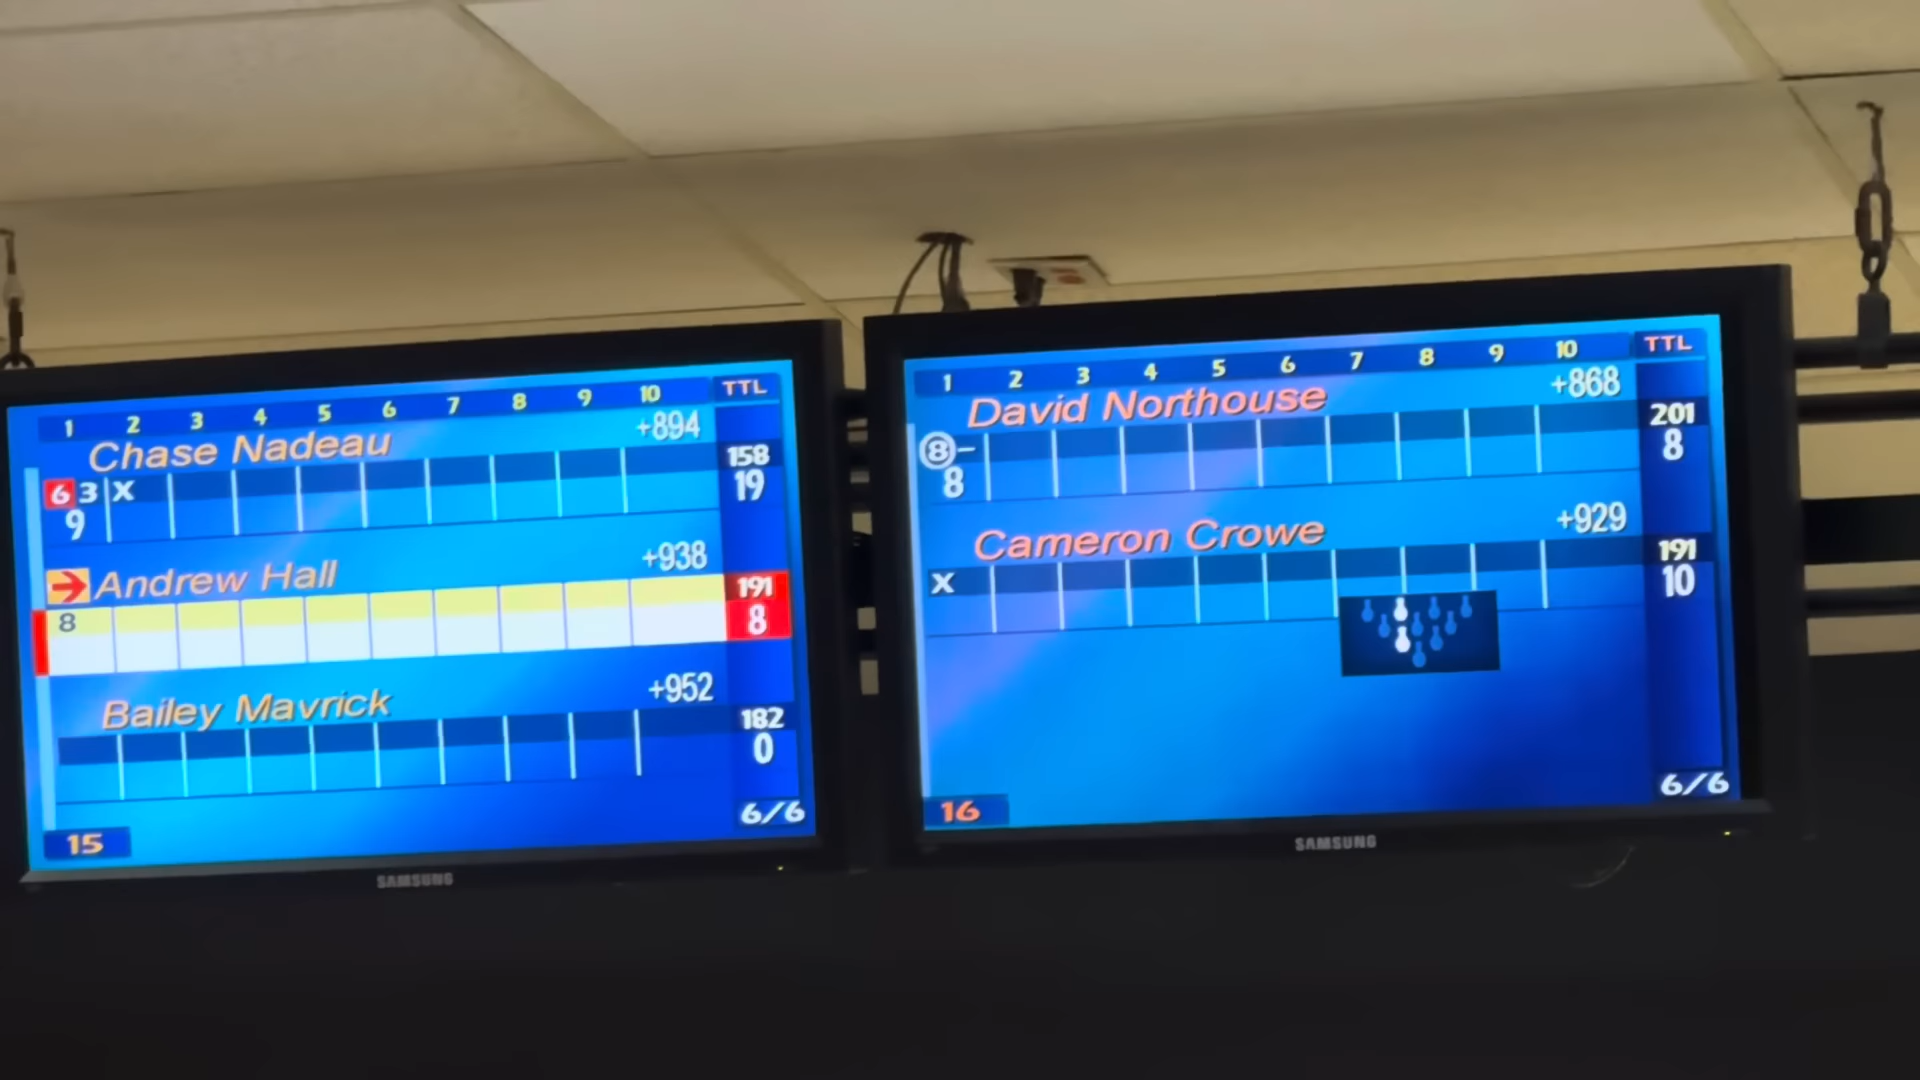 1 2 3 4 5 6 7 8 9 10 TTL
Chase Nadeau +894
158
6 3 X
9 19
Andrew Hall +938
191
8
8
Bailey Mavrick +952
182
0
6/6
15
SAMSUNG
1 2 3 4 5 6 7 8 9 10 TTL
David Northouse +868
201
8 -
8 8
Cameron Crowe +929
191
X
10
6/6
16
SAMSUNG